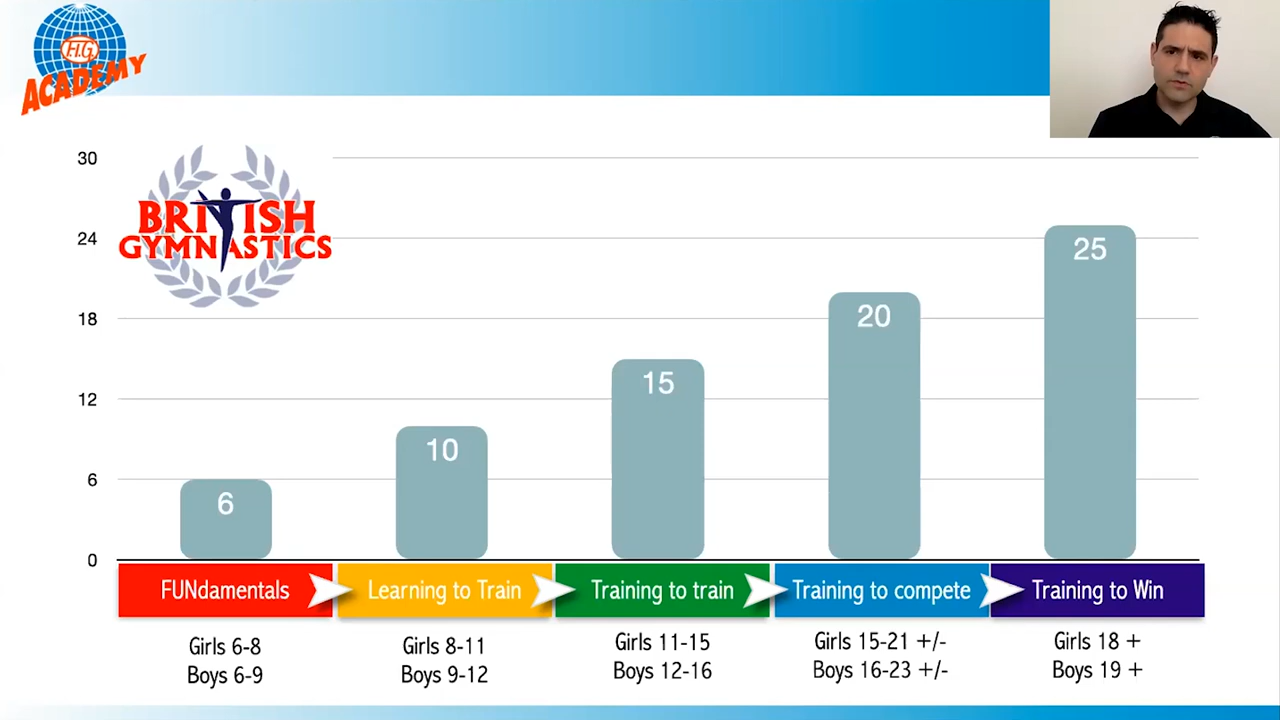 F.I.G.
ACADEMY
BRITISH
GYMNASTICS
30
24
18
12
6
0
6
10
15
20
25
FUNdamentals
Learning to Train
Training to train
Training to compete
Training to Win
Girls 6-8
Boys 6-9
Girls 8-11
Boys 9-12
Girls 11-15
Boys 12-16
Girls 15-21 +/-
Boys 16-23 +/-
Girls 18 +
Boys 19 +